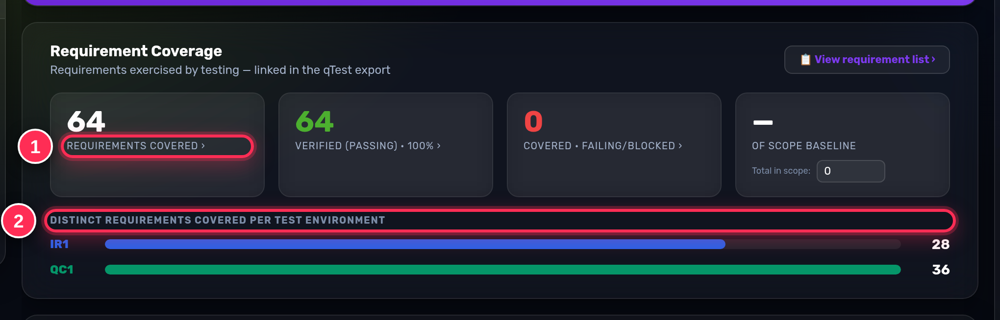 Requirement Coverage
Requirements exercised by testing — linked in the qTest export
📋 View requirement list ›
64
REQUIREMENTS COVERED ›
64
VERIFIED (PASSING) • 100% ›
0
COVERED • FAILING/BLOCKED ›
—
OF SCOPE BASELINE
Total in scope: 0
1
2
DISTINCT REQUIREMENTS COVERED PER TEST ENVIRONMENT
IR1 28
QC1 36